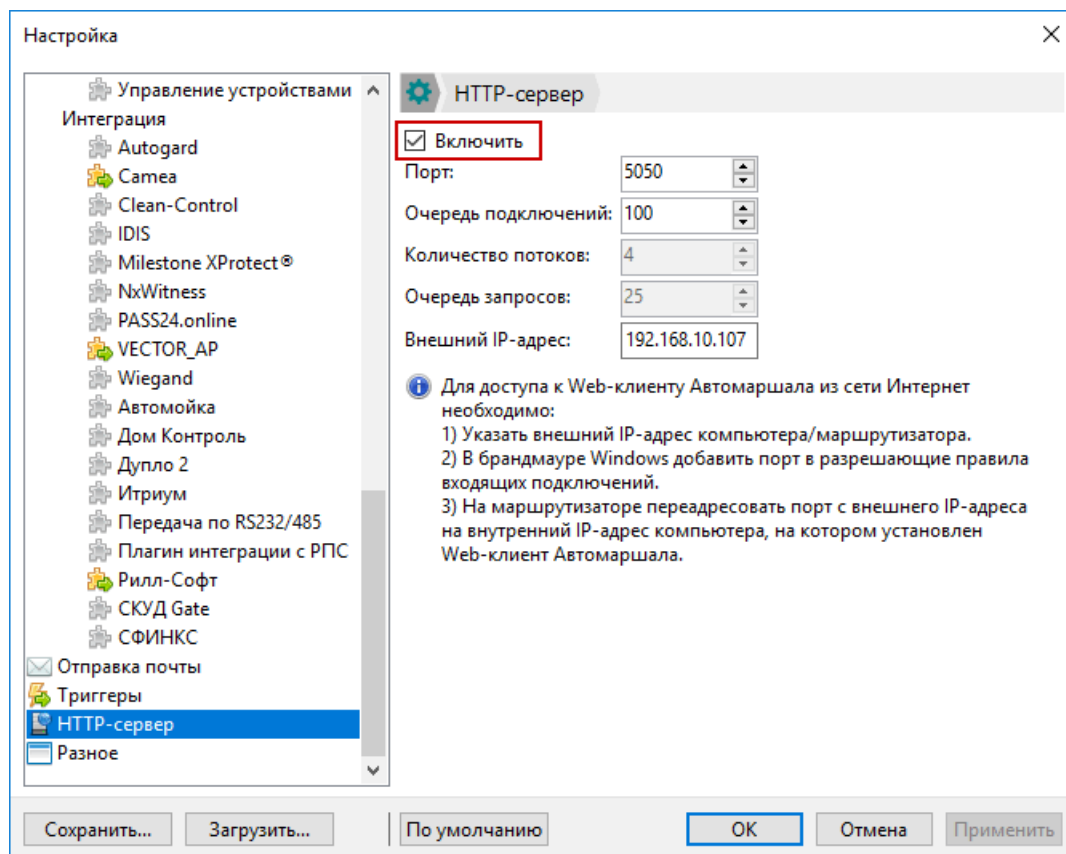 Настройка
Управление устройствами
Интеграция
Autogard
Camea
Clean-Control
IDIS
Milestone XProtect®
NxWitness
PASS24.online
VECTOR_AP
Wiegand
Автомойка
Дом Контроль
Дупло 2
Итриум
Передача по RS232/485
Плагин интеграции с РПС
Рилл-Софт
СКУД Gate
СФИНКС
Отправка почты
Триггеры
HTTP-сервер
Разное
HTTP-сервер
Включить
Порт: 5050
Очередь подключений: 100
Количество потоков: 4
Очередь запросов: 25
Внешний IP-адрес: 192.168.10.107
Для доступа к Web-клиенту Автомаршала из сети Интернет
необходимо:
1) Указать внешний IP-адрес компьютера/маршрутизатора.
2) В брандмауре Windows добавить порт в разрешающие правила
входящих подключений.
3) На маршрутизаторе переадресовать порт с внешнего IP-адреса
на внутренний IP-адрес компьютера, на котором установлен
Web-клиент Автомаршала.
Сохранить... Загрузить... По умолчанию ОК Отмена Применить